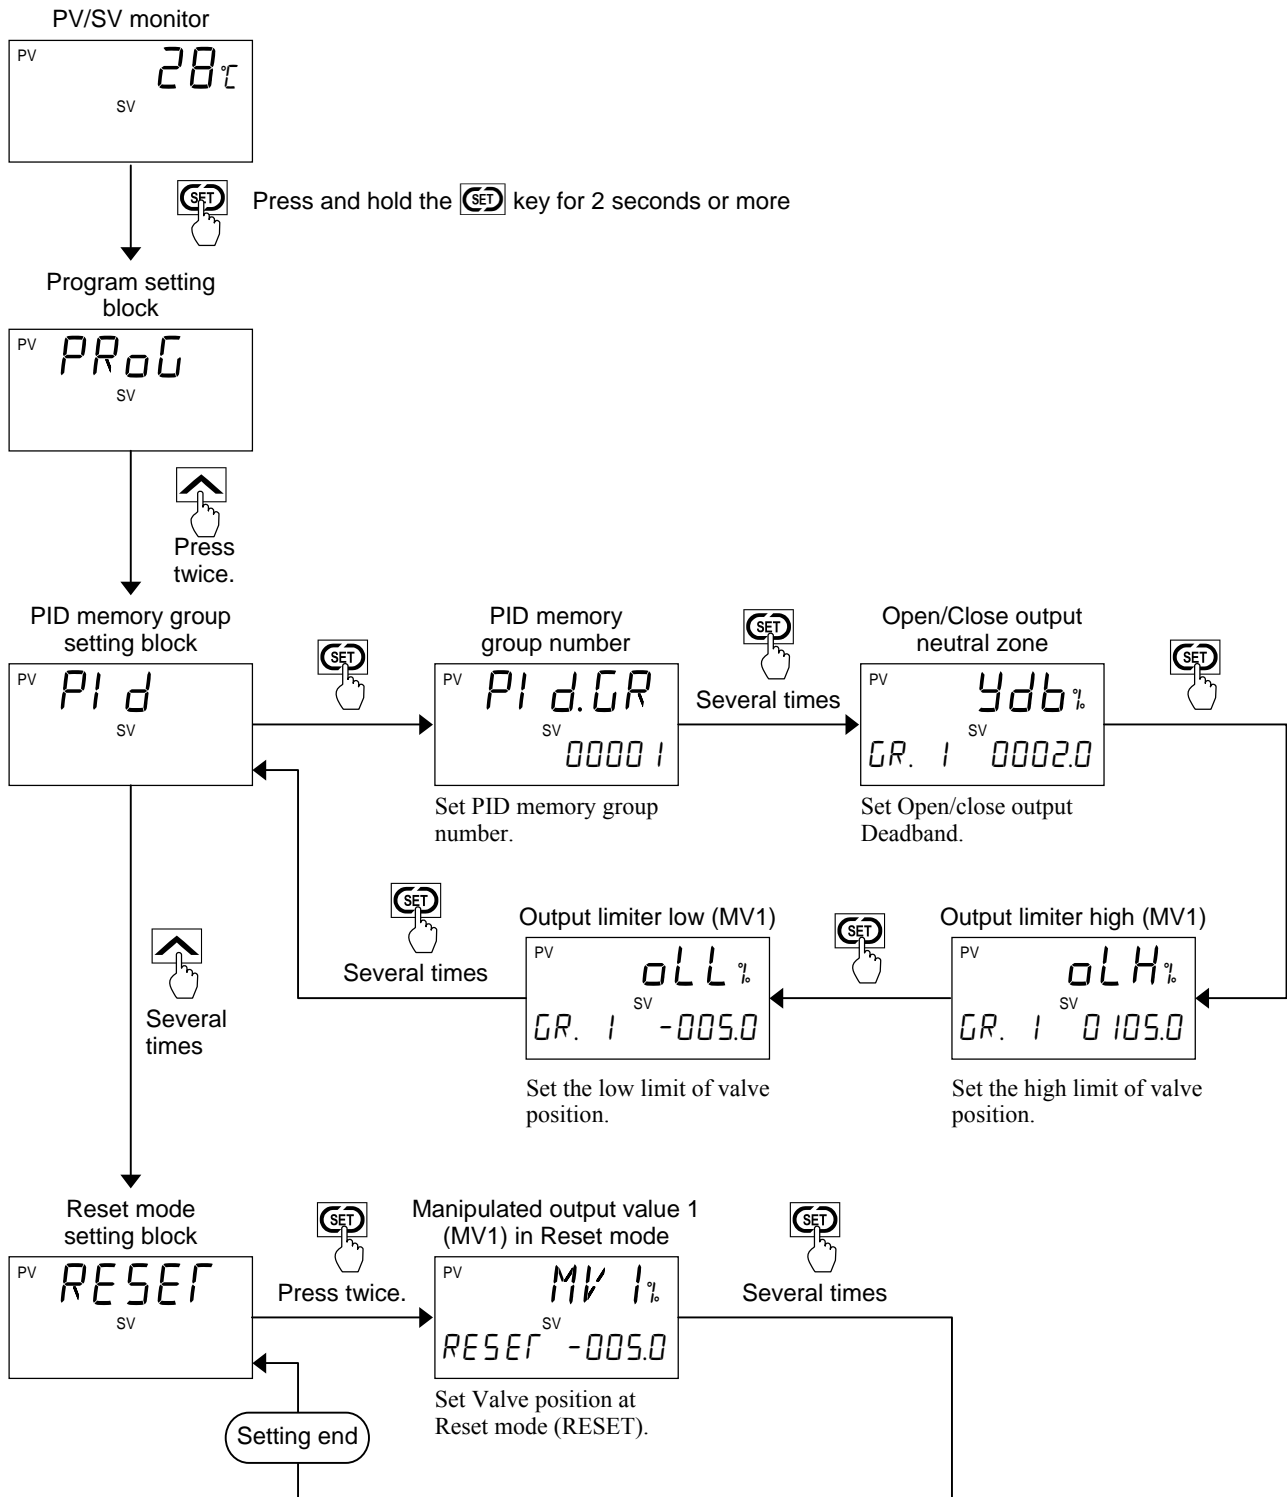 PV/SV monitor
PV
28℃
SV
SET
Press and hold the SET key for 2 seconds or more
Program setting
block
PV
PRoG
SV
Press
twice.
PID memory group
setting block
PV
PId
SV
SET
PID memory
group number
PV
PId.GR
SV
00001
Set PID memory group
number.
SET
Several times
Open/Close output
neutral zone
PV
Ydb%
SV
GR. 1 0002.0
Set Open/close output
Deadband.
SET
Output limiter high (MV1)
PV
oLH%
SV
GR. 1 0105.0
Set the high limit of valve
position.
SET
Output limiter low (MV1)
PV
oLL%
SV
GR. 1 -005.0
Set the low limit of valve
position.
SET
Several times
Several
times
Reset mode
setting block
PV
RESET
SV
SET
Press twice.
Manipulated output value 1
(MV1) in Reset mode
PV
MV1%
SV
RESET -005.0
Set Valve position at
Reset mode (RESET).
SET
Several times
Setting end